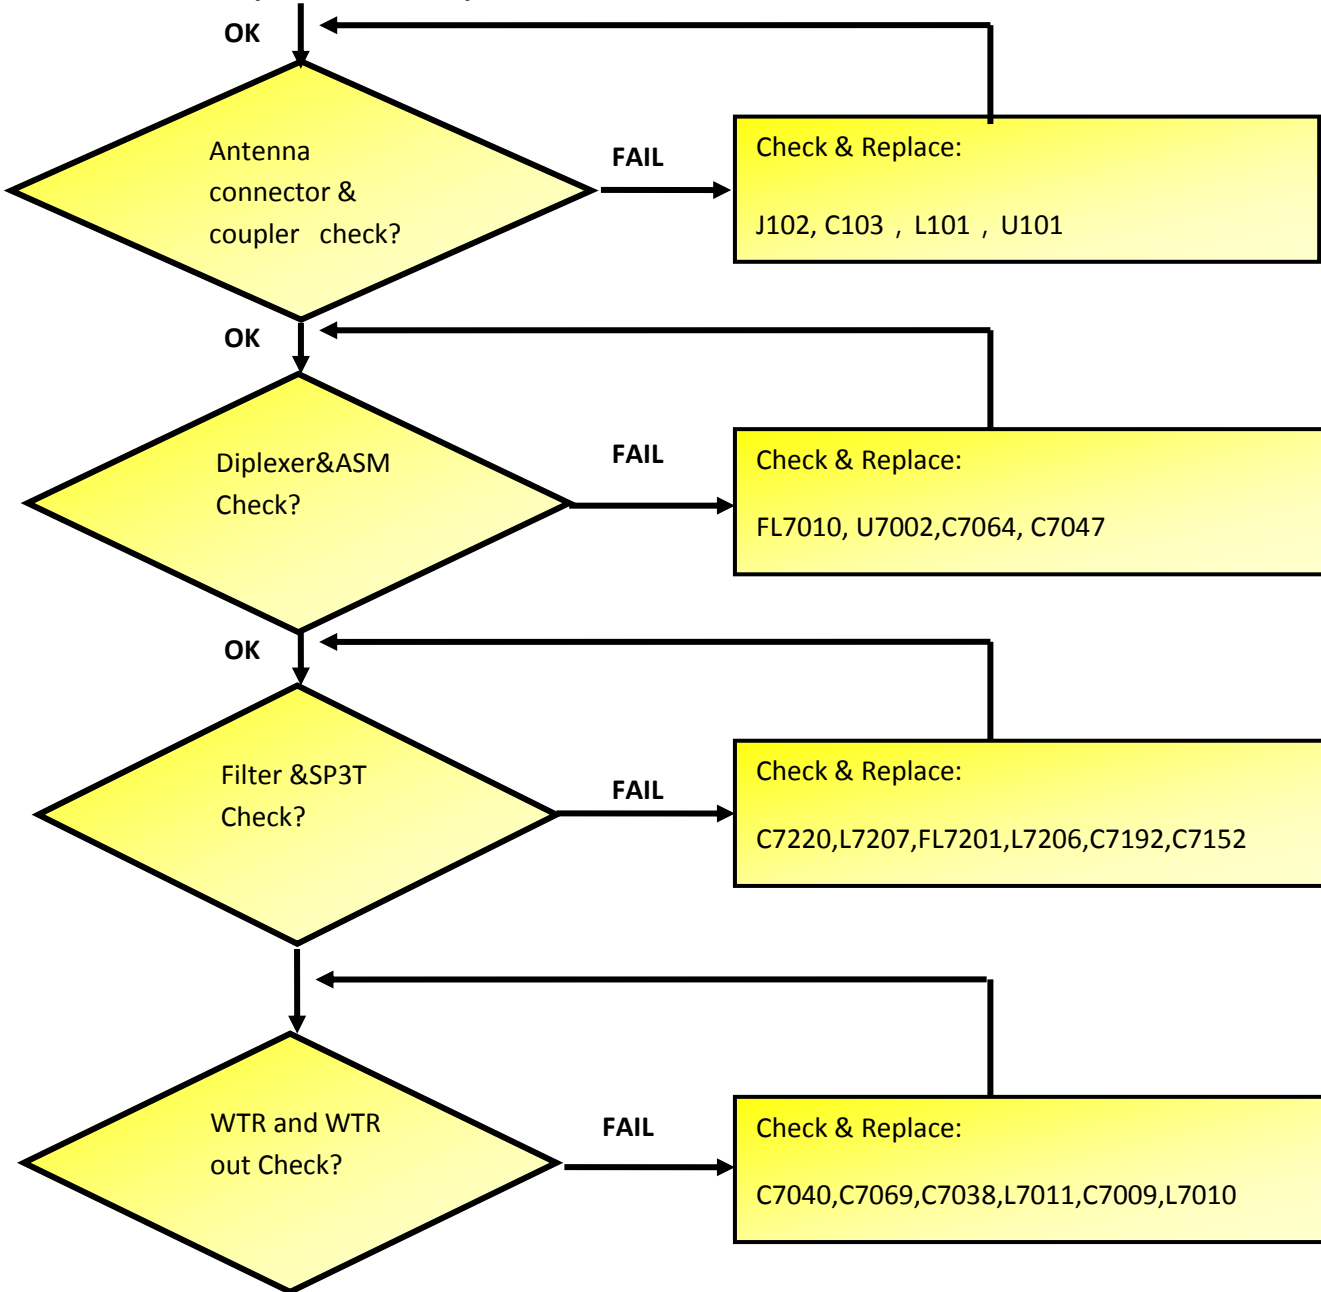 OK
Antenna
connector &
coupler check?
FAIL
Check & Replace:
J102, C103 , L101 , U101
OK
Diplexer&ASM
Check?
FAIL
Check & Replace:
FL7010, U7002,C7064, C7047
OK
Filter &SP3T
Check?
FAIL
Check & Replace:
C7220,L7207,FL7201,L7206,C7192,C7152
WTR and WTR
out Check?
FAIL
Check & Replace:
C7040,C7069,C7038,L7011,C7009,L7010